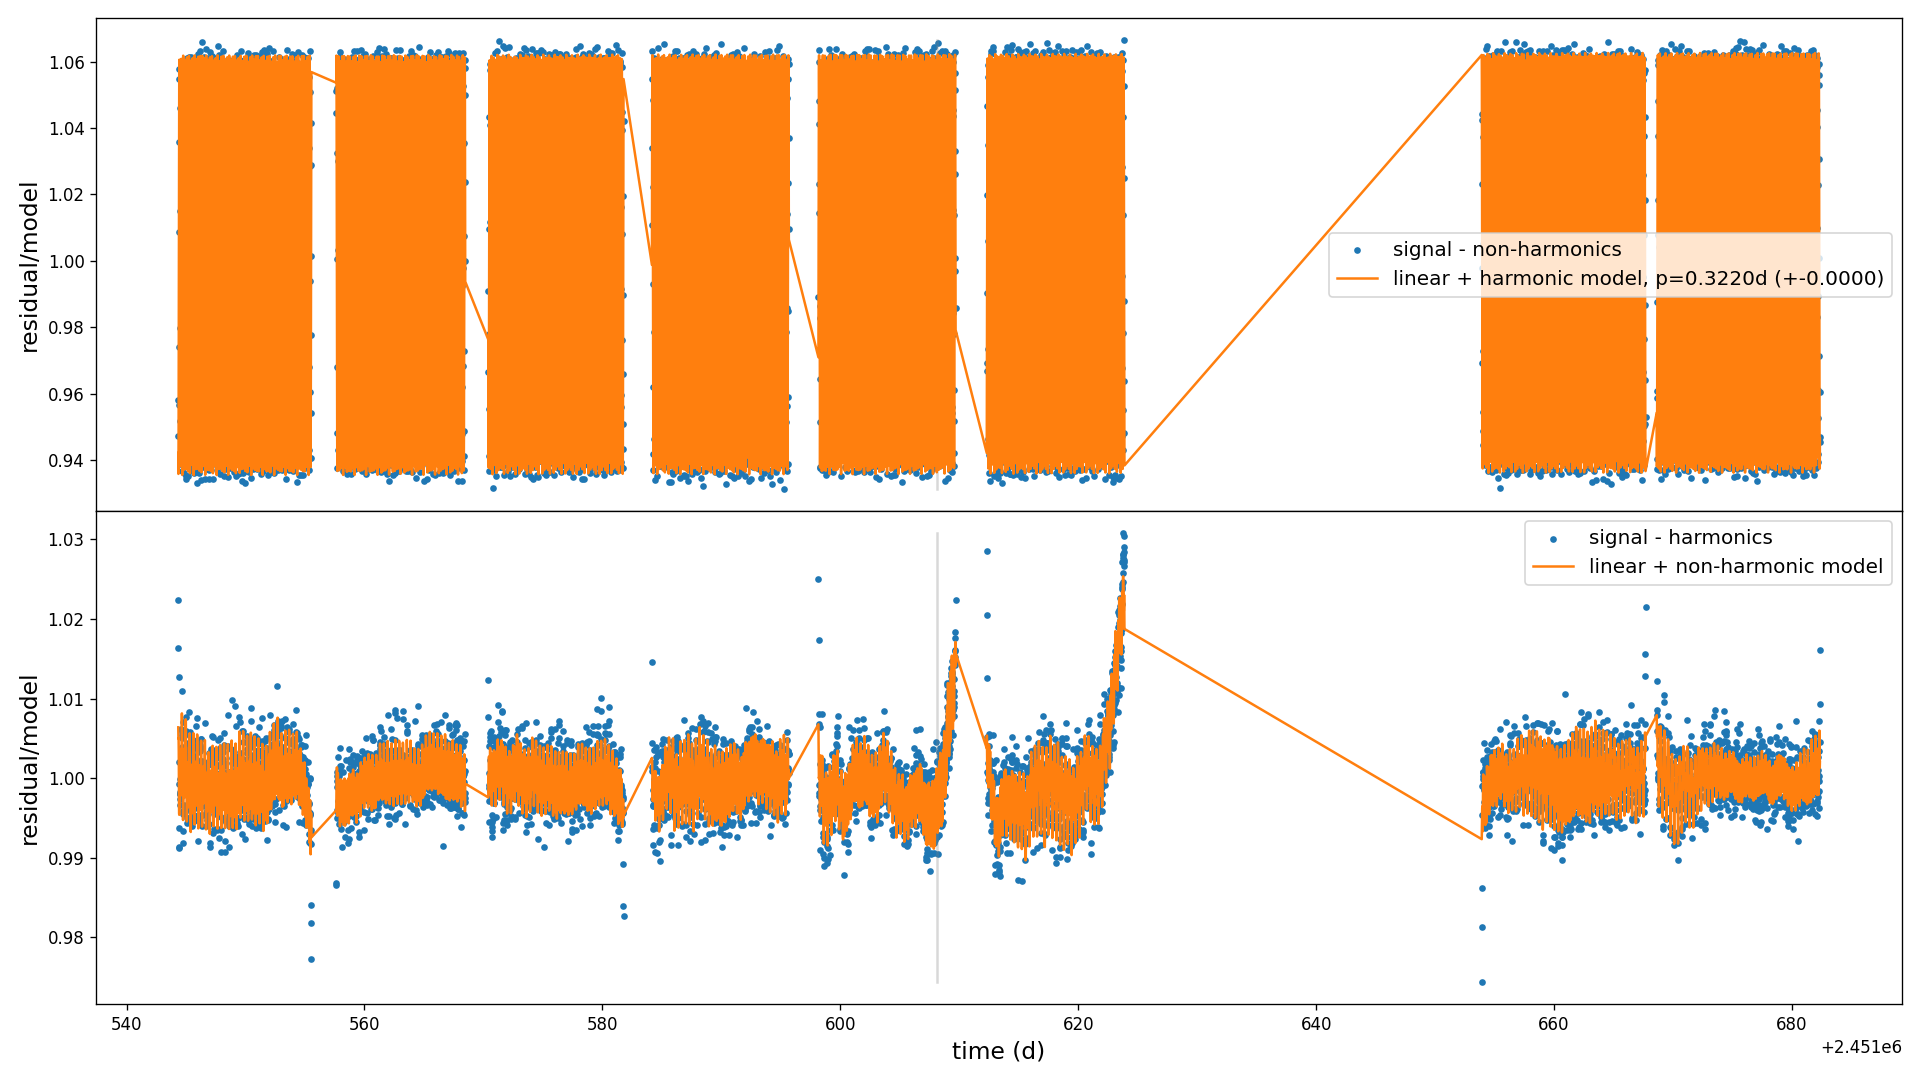 1.06
1.04
1.02
1.00
0.98
0.96
0.94
residual/model
signal - non-harmonics
linear + harmonic model, p=0.3220d (+-0.0000)
1.03
1.02
1.01
1.00
0.99
0.98
residual/model
signal - harmonics
linear + non-harmonic model
540 560 580 600 620 640 660 680
time (d)
+2.451e6